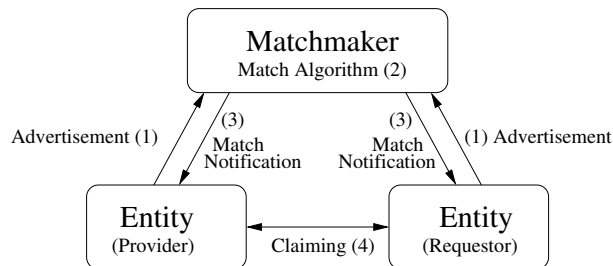 Matchmaker
Match Algorithm (2)
Advertisement (1)
(3)
Match
Notification
(3)
Match
Notification
(1) Advertisement
Entity
(Provider)
Claiming (4)
Entity
(Requestor)